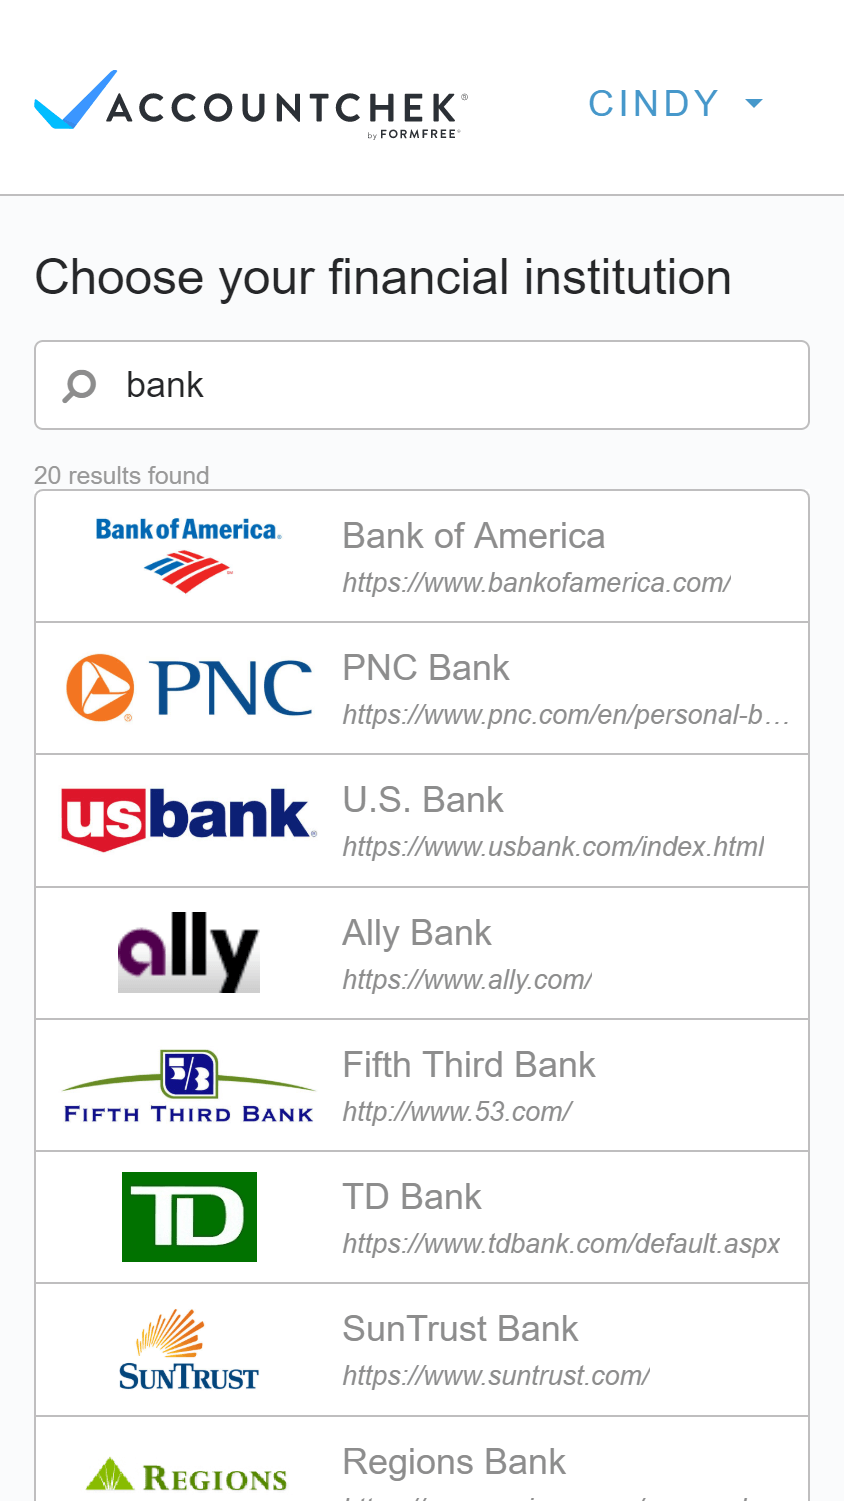 ACCOUNTCHEK®
by FORMFREE®
CINDY
Choose your financial institution
bank
20 results found
Bank of America
Bank of America
https://www.bankofamerica.com/
PNC
PNC Bank
https://www.pnc.com/en/personal-b...
usbank
U.S. Bank
https://www.usbank.com/index.html
ally
Ally Bank
https://www.ally.com/
5/3
FIFTH THIRD BANK
Fifth Third Bank
http://www.53.com/
TD
TD Bank
https://www.tdbank.com/default.aspx
SUNTRUST
SunTrust Bank
https://www.suntrust.com/
REGIONS
Regions Bank